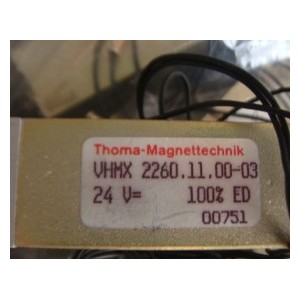 Thoma-Magnettechnik
VHMX 2260.11.00-03
24 V= 100% ED
00751